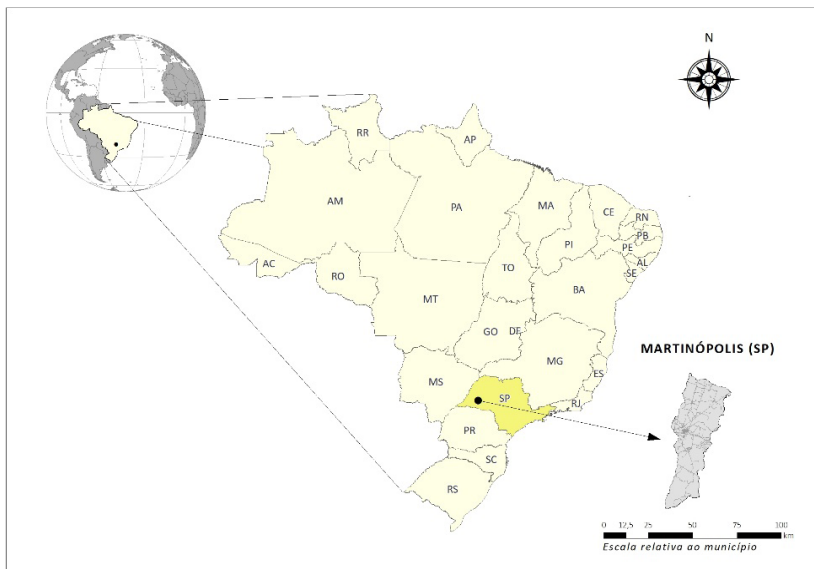 N
RR
AP
AM
PA
MA
CE
RN
PB
PE
PI
AL
SE
AC
RO
TO
BA
MT
GO
DF
MG
ES
MS
SP
RJ
PR
SC
RS
MARTINÓPOLIS (SP)
0 12,5 25 50 75 100
km
Escala relativa ao município